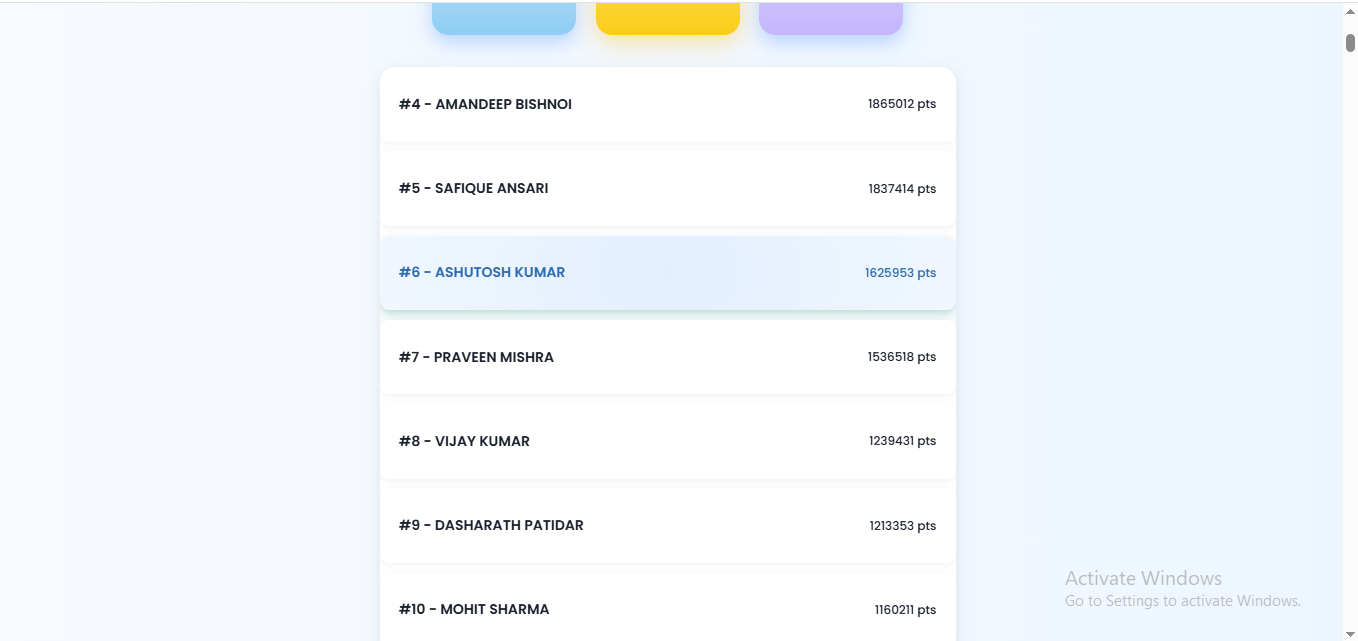 #4 - AMANDEEP BISHNOI 1865012 pts
#5 - SAFIQUE ANSARI 1837414 pts
#6 - ASHUTOSH KUMAR 1625953 pts
#7 - PRAVEEN MISHRA 1536518 pts
#8 - VIJAY KUMAR 1239431 pts
#9 - DASHARATH PATIDAR 1213353 pts
#10 - MOHIT SHARMA 1160211 pts
Activate Windows
Go to Settings to activate Windows.